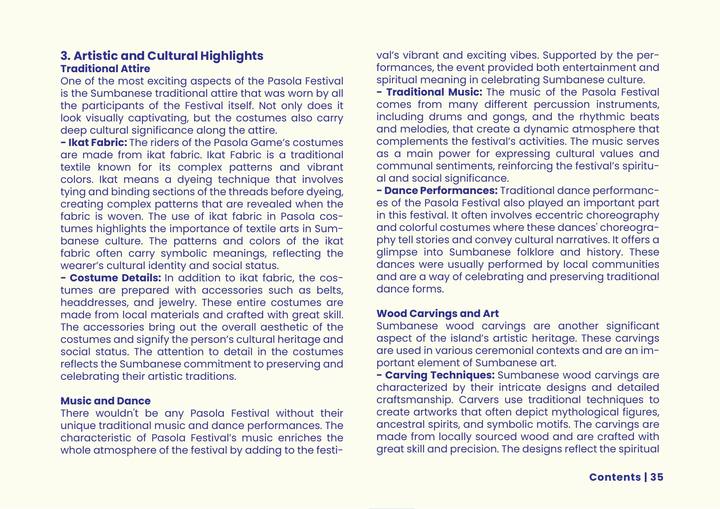 3. Artistic and Cultural Highlights
Traditional Attire
One of the most exciting aspects of the Pasola Festival
is the Sumbanese traditional attire that was worn by all
the participants of the Festival itself. Not only does it
look visually captivating, but the costumes also carry
deep cultural significance along the attire.
- Ikat Fabric: The riders of the Pasola Game's costumes
are made from ikat fabric. Ikat Fabric is a traditional
textile known for its complex patterns and vibrant
colors. Ikat means a dyeing technique that involves
tying and binding sections of the threads before dyeing,
creating complex patterns that are revealed when the
fabric is woven. The use of ikat fabric in Pasola cos-
tumes highlights the importance of textile arts in Sum-
banese culture. The patterns and colors of the ikat
fabric often carry symbolic meanings, reflecting the
wearer's cultural identity and social status.
- Costume Details: In addition to ikat fabric, the cos-
tumes are prepared with accessories such as belts,
headdresses, and jewelry. These entire costumes are
made from local materials and crafted with great skill.
The accessories bring out the overall aesthetic of the
costumes and signify the person's cultural heritage and
social status. The attention to detail in the costumes
reflects the Sumbanese commitment to preserving and
celebrating their artistic traditions.
Music and Dance
There wouldn't be any Pasola Festival without their
unique traditional music and dance performances. The
characteristic of Pasola Festival's music enriches the
whole atmosphere of the festival by adding to the festi-
val's vibrant and exciting vibes. Supported by the per-
formances, the event provided both entertainment and
spiritual meaning in celebrating Sumbanese culture.
- Traditional Music: The music of the Pasola Festival
comes from many different percussion instruments,
including drums and gongs, and the rhythmic beats
and melodies, that create a dynamic atmosphere that
complements the festival's activities. The music serves
as a main power for expressing cultural values and
communal sentiments, reinforcing the festival's spiritu-
al and social significance.
- Dance Performances: Traditional dance performanc-
es of the Pasola Festival also played an important part
in this festival. It often involves eccentric choreography
and colorful costumes where these dances' choreogra-
phy tell stories and convey cultural narratives. It offers a
glimpse into Sumbanese folklore and history. These
dances were usually performed by local communities
and are a way of celebrating and preserving traditional
dance forms.
Wood Carvings and Art
Sumbanese wood carvings are another significant
aspect of the island's artistic heritage. These carvings
are used in various ceremonial contexts and are an im-
portant element of Sumbanese art.
- Carving Techniques: Sumbanese wood carvings are
characterized by their intricate designs and detailed
craftsmanship. Carvers use traditional techniques to
create artworks that often depict mythological figures,
ancestral spirits, and symbolic motifs. The carvings are
made from locally sourced wood and are crafted with
great skill and precision. The designs reflect the spiritual
Contents | 35